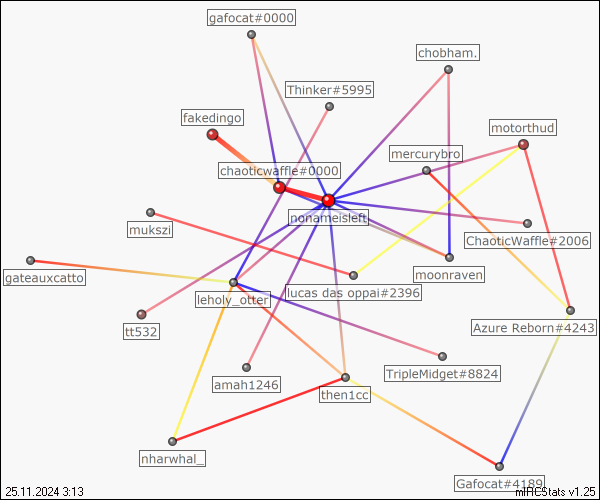 gafocat#0000
chobham.
Thinker#5995
fakedingo
motorthud
mercurybro
chaoticwaffle#0000
nonameisleft
mukszi
ChaoticWaffle#2006
gateauxcatto
moonraven
leholy_otter
lucas das oppai#2396
tt532
Azure Reborn#4243
TripleMidget#8824
amah1246
then1cc
nharwhal_
Gafocat#4189
25.11.2024 3:13
mIRCStats v1.25